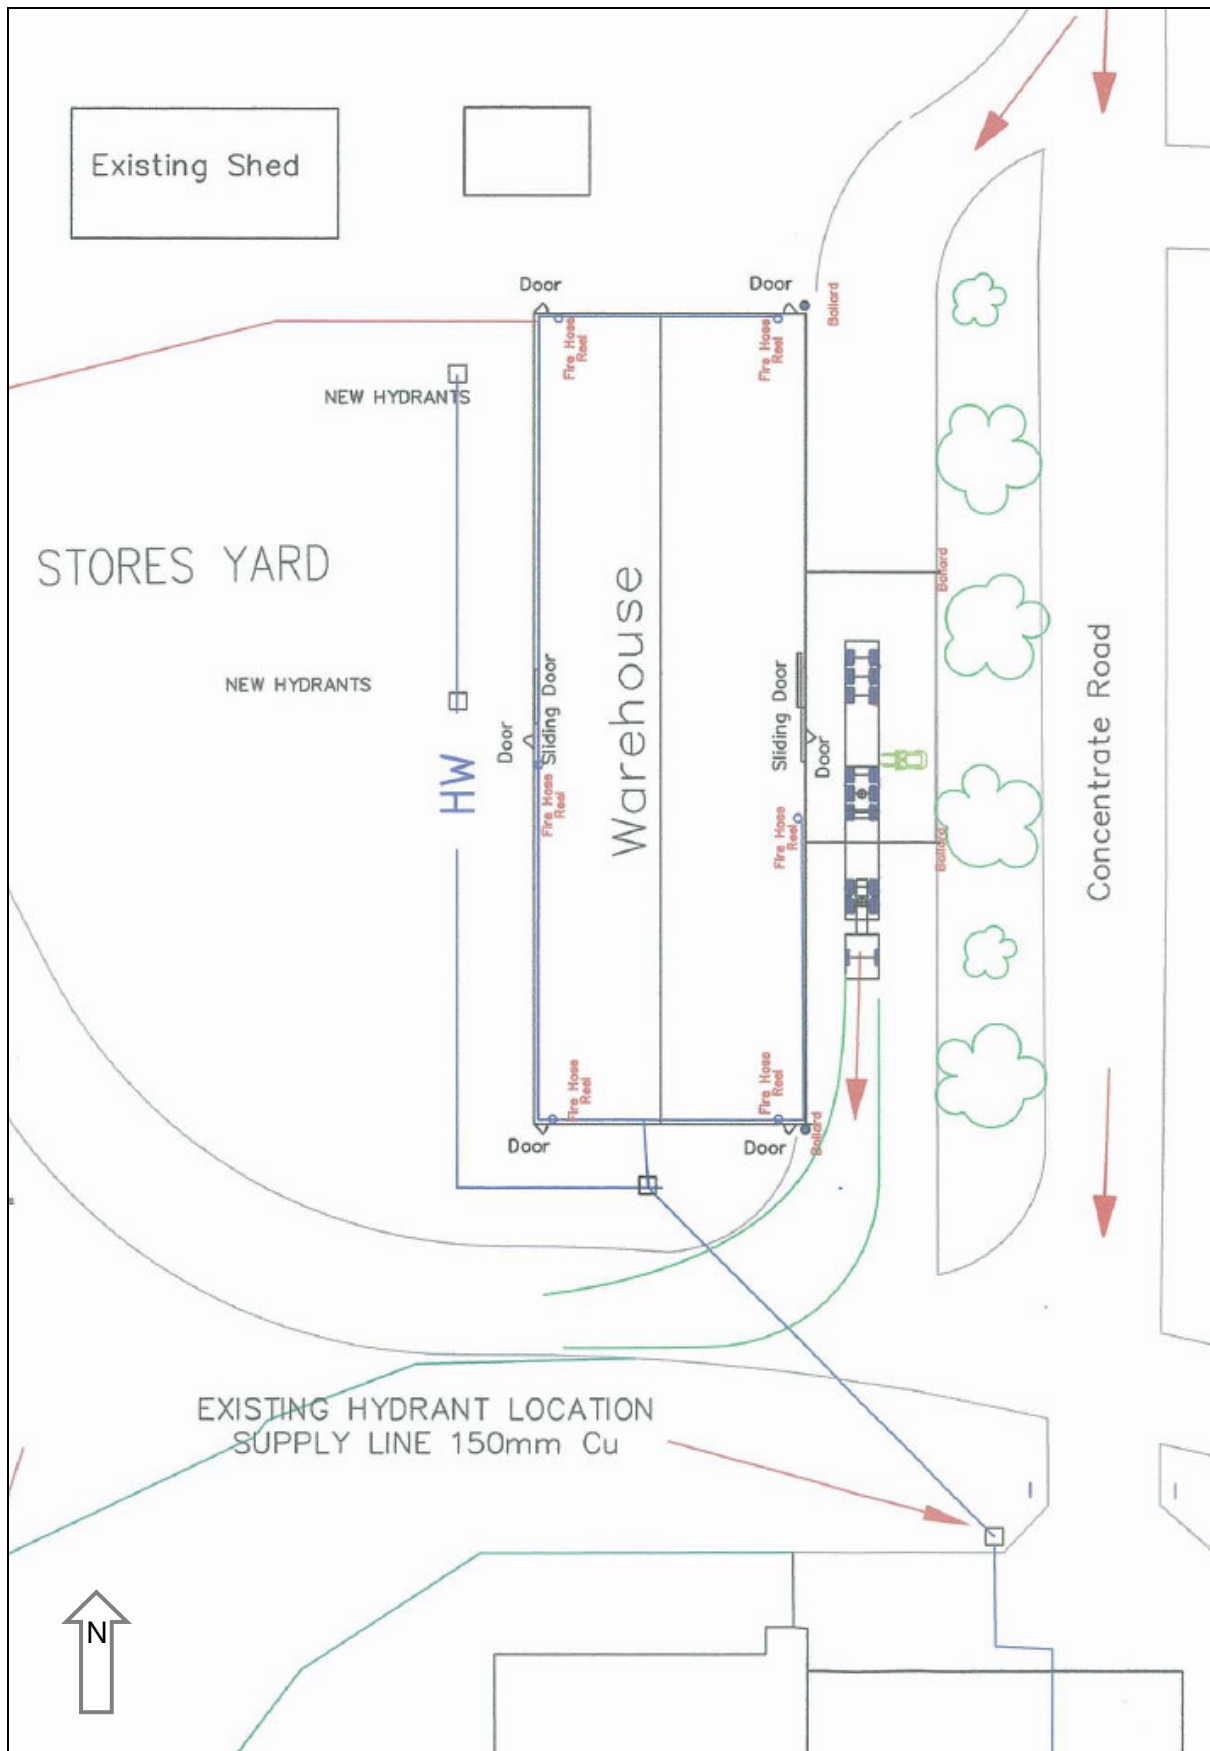 Existing Shed
Door
Door
Bollard
Fire Hose
Reel
Fire Hose
Reel
NEW HYDRANTS
STORES YARD
Bollard
Warehouse
Concentrate Road
NEW HYDRANTS
Sliding Door
Door
Sliding Door
Door
HW
Fire Hose
Reel
Fire Hose
Reel
Bollard
Fire Hose
Reel
Fire Hose
Reel
Door
Door
Bollard
EXISTING HYDRANT LOCATION
SUPPLY LINE 150mm Cu
N